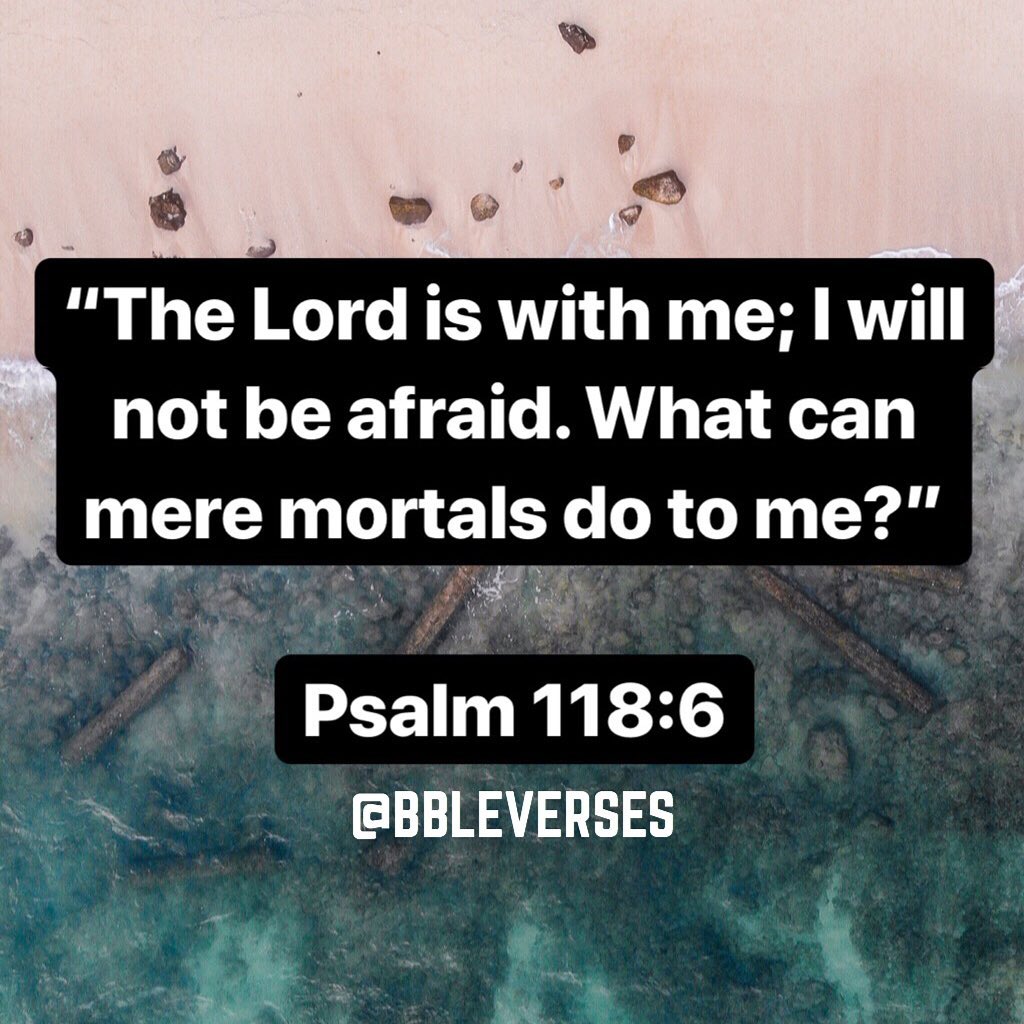 “The Lord is with me; I will
not be afraid. What can
mere mortals do to me?”
Psalm 118:6
@BBLEVERSES